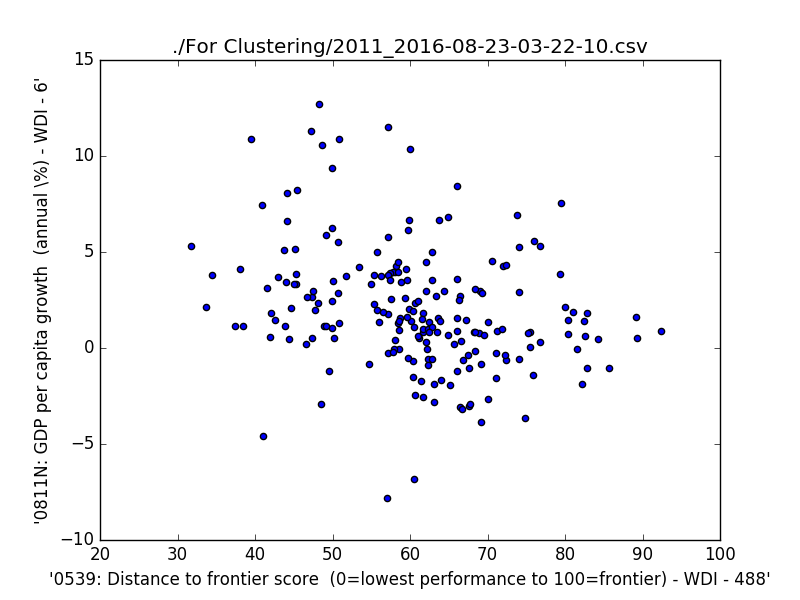 ./For Clustering/2011_2016-08-23-03-22-10.csv
15
10
5
0
−5
−10
20 30 40 50 60 70 80 90 100
'0811N: GDP per capita growth (annual \%) - WDI - 6'
'0539: Distance to frontier score (0=lowest performance to 100=frontier) - WDI - 488'